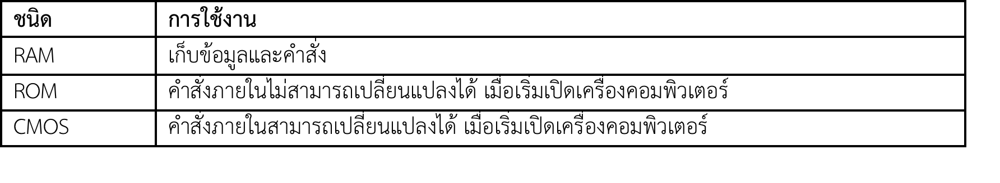 ชนิด การใช้งาน
RAM เก็บข้อมูลและคำสั่ง
ROM คำสั่งภายในไม่สามารถเปลี่ยนแปลงได้ เมื่อเริ่มเปิดเครื่องคอมพิวเตอร์
CMOS คำสั่งภายในสามารถเปลี่ยนแปลงได้ เมื่อเริ่มเปิดเครื่องคอมพิวเตอร์